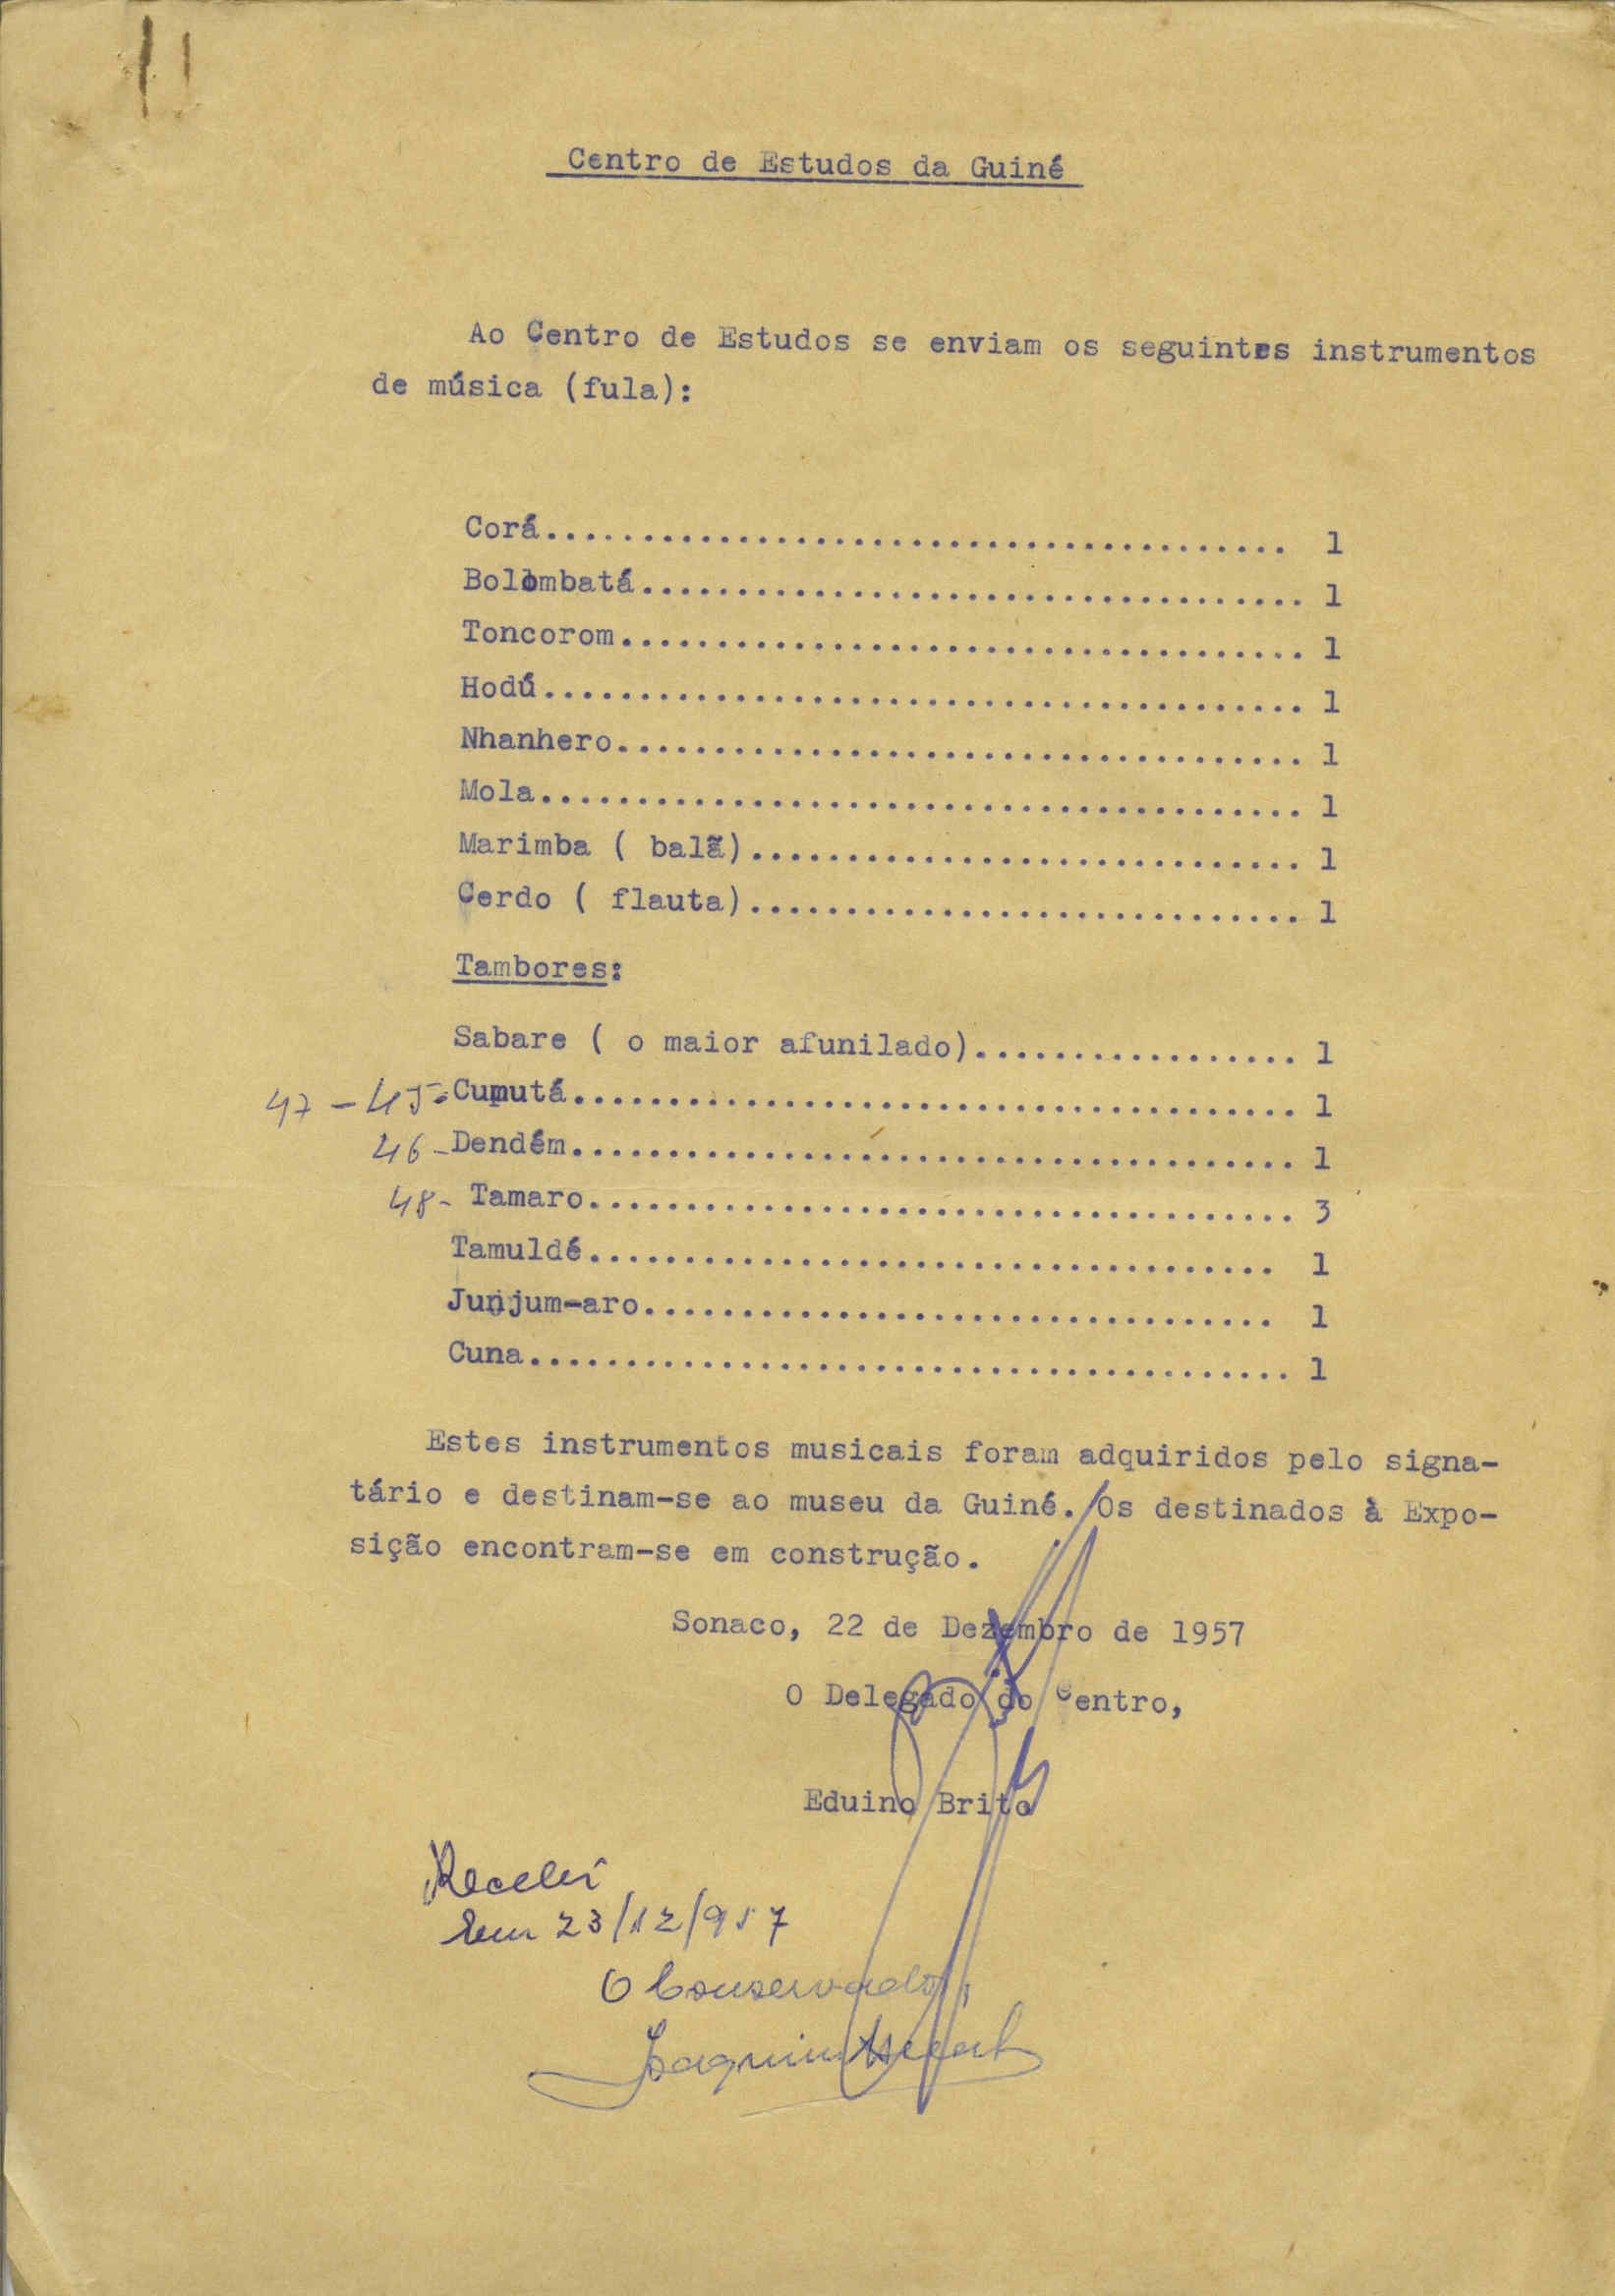 Centro de Estudos da Guiné
Ao Centro de Estudos se enviam os seguintes instrumentos
de música (fula):
Corá....................................... 1
Bolombatá................................... 1
Toncorom.................................... 1
Hodú........................................ 1
Nhanhero.................................... 1
Mola........................................ 1
Marimba ( balã)............................. 1
Cerdo ( flauta)............................. 1
Tambores:
Sabare ( o maior afunilado)................. 1
47 - 45- Cumutá...................................... 1
46- Dendém...................................... 1
48- Tamaro..................................... 3
Tamuldé.................................... 1
Junjum-aro................................. 1
Cuna........................................ 1
Estes instrumentos musicais foram adquiridos pelo signa-
tário e destinam-se ao museu da Guiné./Os destinados à Expo-
sição encontram-se em construção.
Sonaco, 22 de Dezembro de 1957
O Delegado do Centro,
Eduino Brito
Recebi
Em 23/12/957
O Conservador,
Joaquim